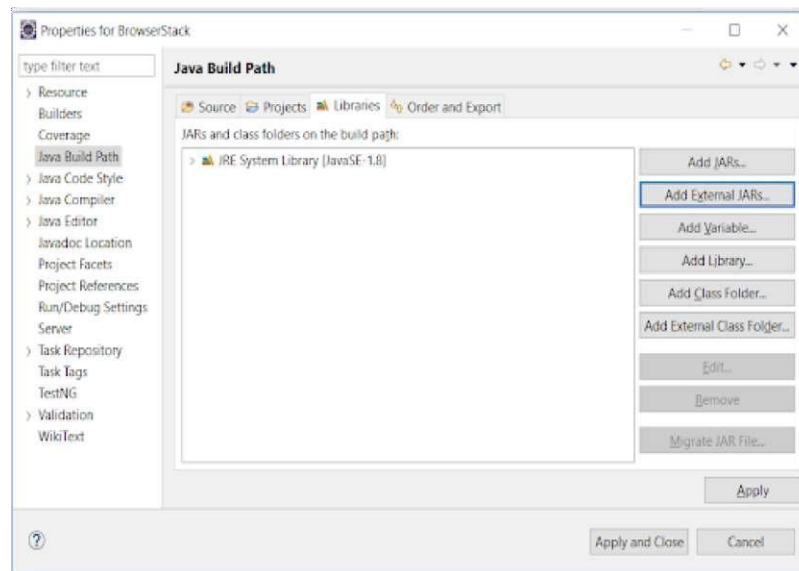 Properties for BrowserStack
type filter text
Java Build Path
Resource
Builders
Coverage
Java Build Path
Java Code Style
Java Compiler
Java Editor
Javadoc Location
Project Facets
Project References
Run/Debug Settings
Server
Task Repository
Task Tags
TestNG
Validation
WikiText
Source Projects Libraries Order and Export
JARs and class folders on the build path:
JRE System Library [JavaSE-1.8]
Add JARs...
Add External JARs...
Add Variable...
Add Library...
Add Class Folder...
Add External Class Folder...
Edit...
Remove
Migrate JAR File...
Apply
Apply and Close
Cancel